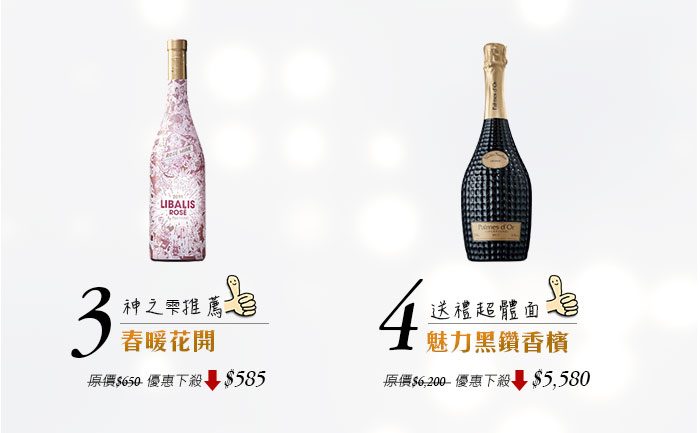 LIBALIS
ROSÉ
Palmes d'Or
Palmes d'Or
3
神之雫推薦
春暖花開
原價$650 優惠下殺 $585
4
送禮超體面
魅力黑鑽香檳
原價$6,200 優惠下殺 $5,580